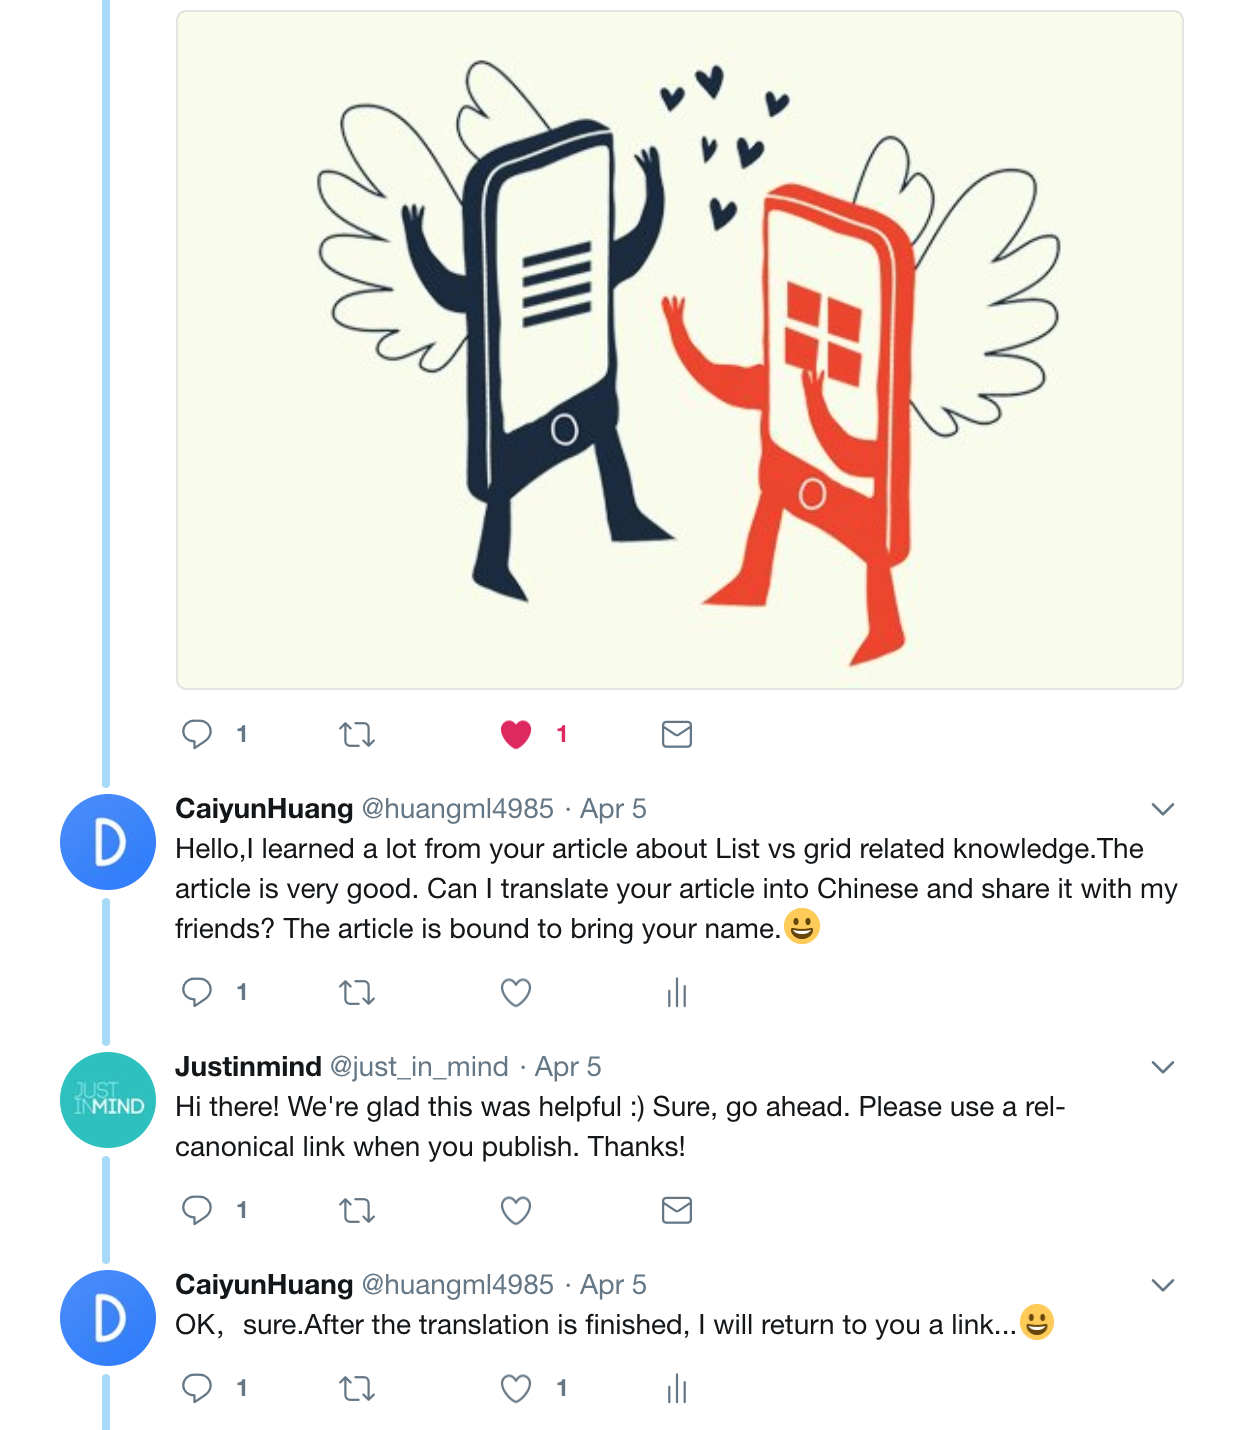 1
1
CaiyunHuang @huangml4985 · Apr 5
Hello,I learned a lot from your article about List vs grid related knowledge.The
article is very good. Can I translate your article into Chinese and share it with my
friends? The article is bound to bring your name.😀
1
JUST
INMIND
Justinmind @just_in_mind · Apr 5
Hi there! We're glad this was helpful :) Sure, go ahead. Please use a rel-
canonical link when you publish. Thanks!
1
CaiyunHuang @huangml4985 · Apr 5
OK，sure.After the translation is finished, I will return to you a link...😀
1
1